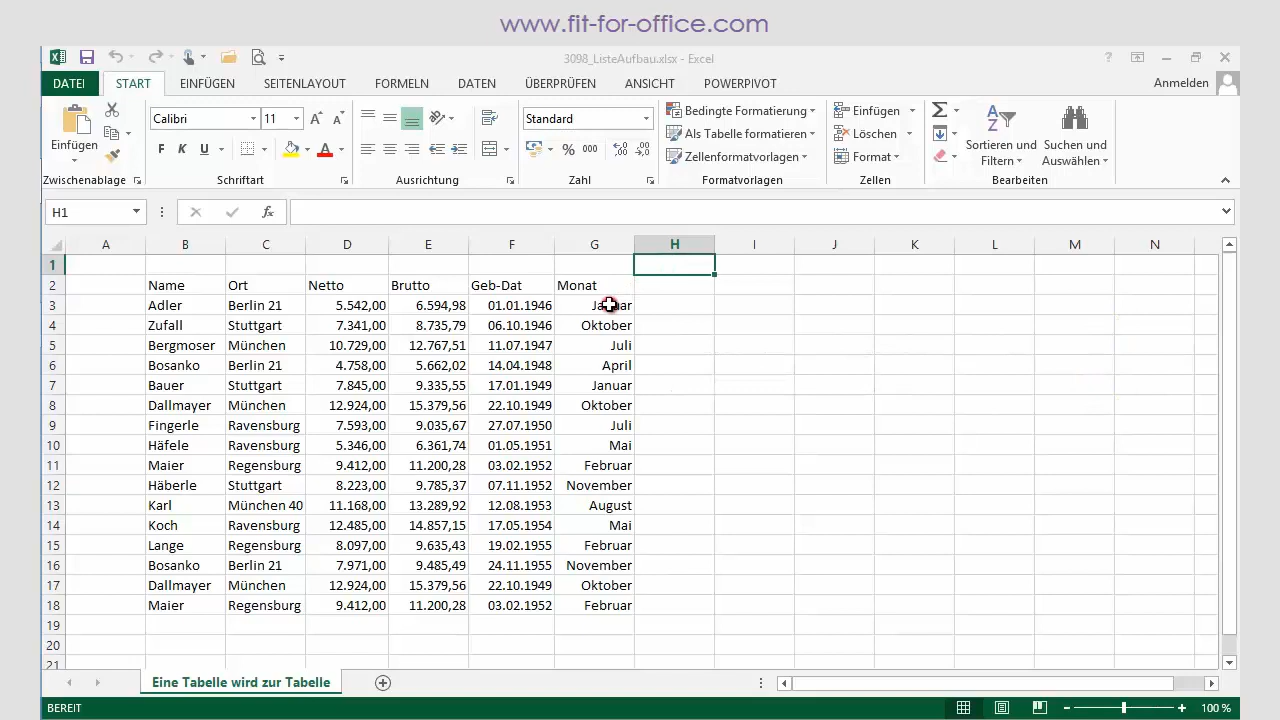 www.fit-for-office.com
3098_ListeAufbau.xlsx - Excel
DATEI START EINFÜGEN SEITENLAYOUT FORMELN DATEN ÜBERPRÜFEN ANSICHT POWERPIVOT Anmelden
Calibri 11 Standard Bedingte Formatierung Einfügen
Einfügen Als Tabelle formatieren Löschen Sortieren und Filtern Suchen und Auswählen
F K U % 000 Zellenformatvorlagen Format
Zwischenablage Schriftart Ausrichtung Zahl Formatvorlagen Zellen Bearbeiten
H1 fx
A B C D E F G H I J K L M N
1
2 Name Ort Netto Brutto Geb-Dat Monat
3 Adler Berlin 21 5.542,00 6.594,98 01.01.1946 Januar
4 Zufall Stuttgart 7.341,00 8.735,79 06.10.1946 Oktober
5 Bergmoser München 10.729,00 12.767,51 11.07.1947 Juli
6 Bosanko Berlin 21 4.758,00 5.662,02 14.04.1948 April
7 Bauer Stuttgart 7.845,00 9.335,55 17.01.1949 Januar
8 Dallmayer München 12.924,00 15.379,56 22.10.1949 Oktober
9 Fingerle Ravensburg 7.593,00 9.035,67 27.07.1950 Juli
10 Häfele Ravensburg 5.346,00 6.361,74 01.05.1951 Mai
11 Maier Regensburg 9.412,00 11.200,28 03.02.1952 Februar
12 Häberle Stuttgart 8.223,00 9.785,37 07.11.1952 November
13 Karl München 40 11.168,00 13.289,92 12.08.1953 August
14 Koch Ravensburg 12.485,00 14.857,15 17.05.1954 Mai
15 Lange Regensburg 8.097,00 9.635,43 19.02.1955 Februar
16 Bosanko Berlin 21 7.971,00 9.485,49 24.11.1955 November
17 Dallmayer München 12.924,00 15.379,56 22.10.1949 Oktober
18 Maier Regensburg 9.412,00 11.200,28 03.02.1952 Februar
19
20
21
Eine Tabelle wird zur Tabelle
BEREIT 100 %